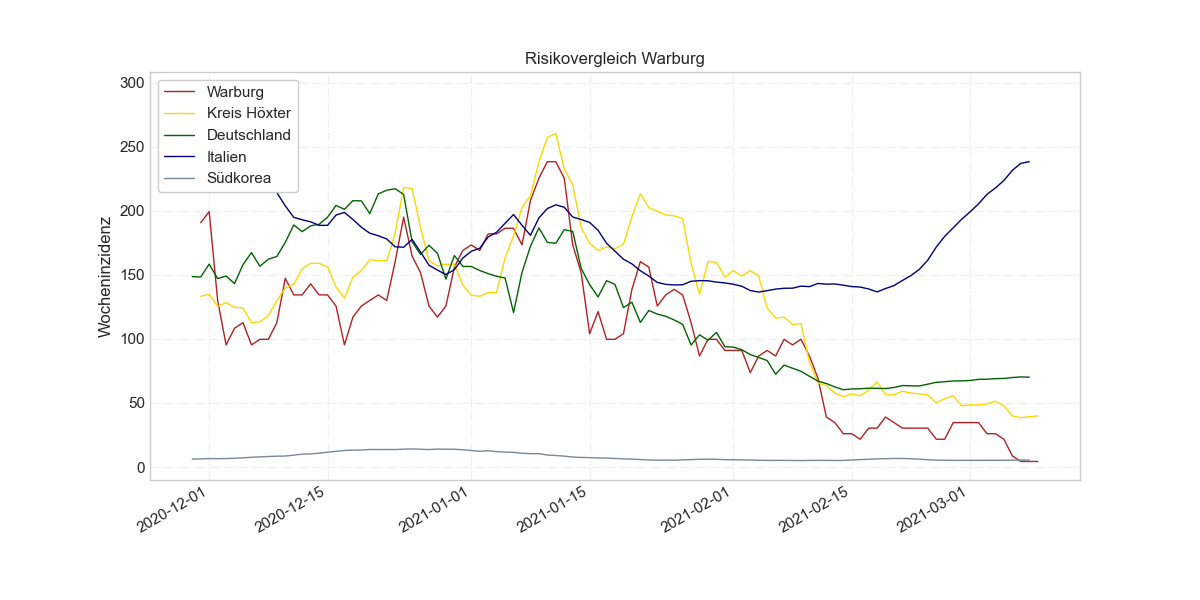 Risikovergleich Warburg
Wocheninzidenz
300
250
200
150
100
50
0
Warburg
Kreis Höxter
Deutschland
Italien
Südkorea
2020-12-01
2020-12-15
2021-01-01
2021-01-15
2021-02-01
2021-02-15
2021-03-01